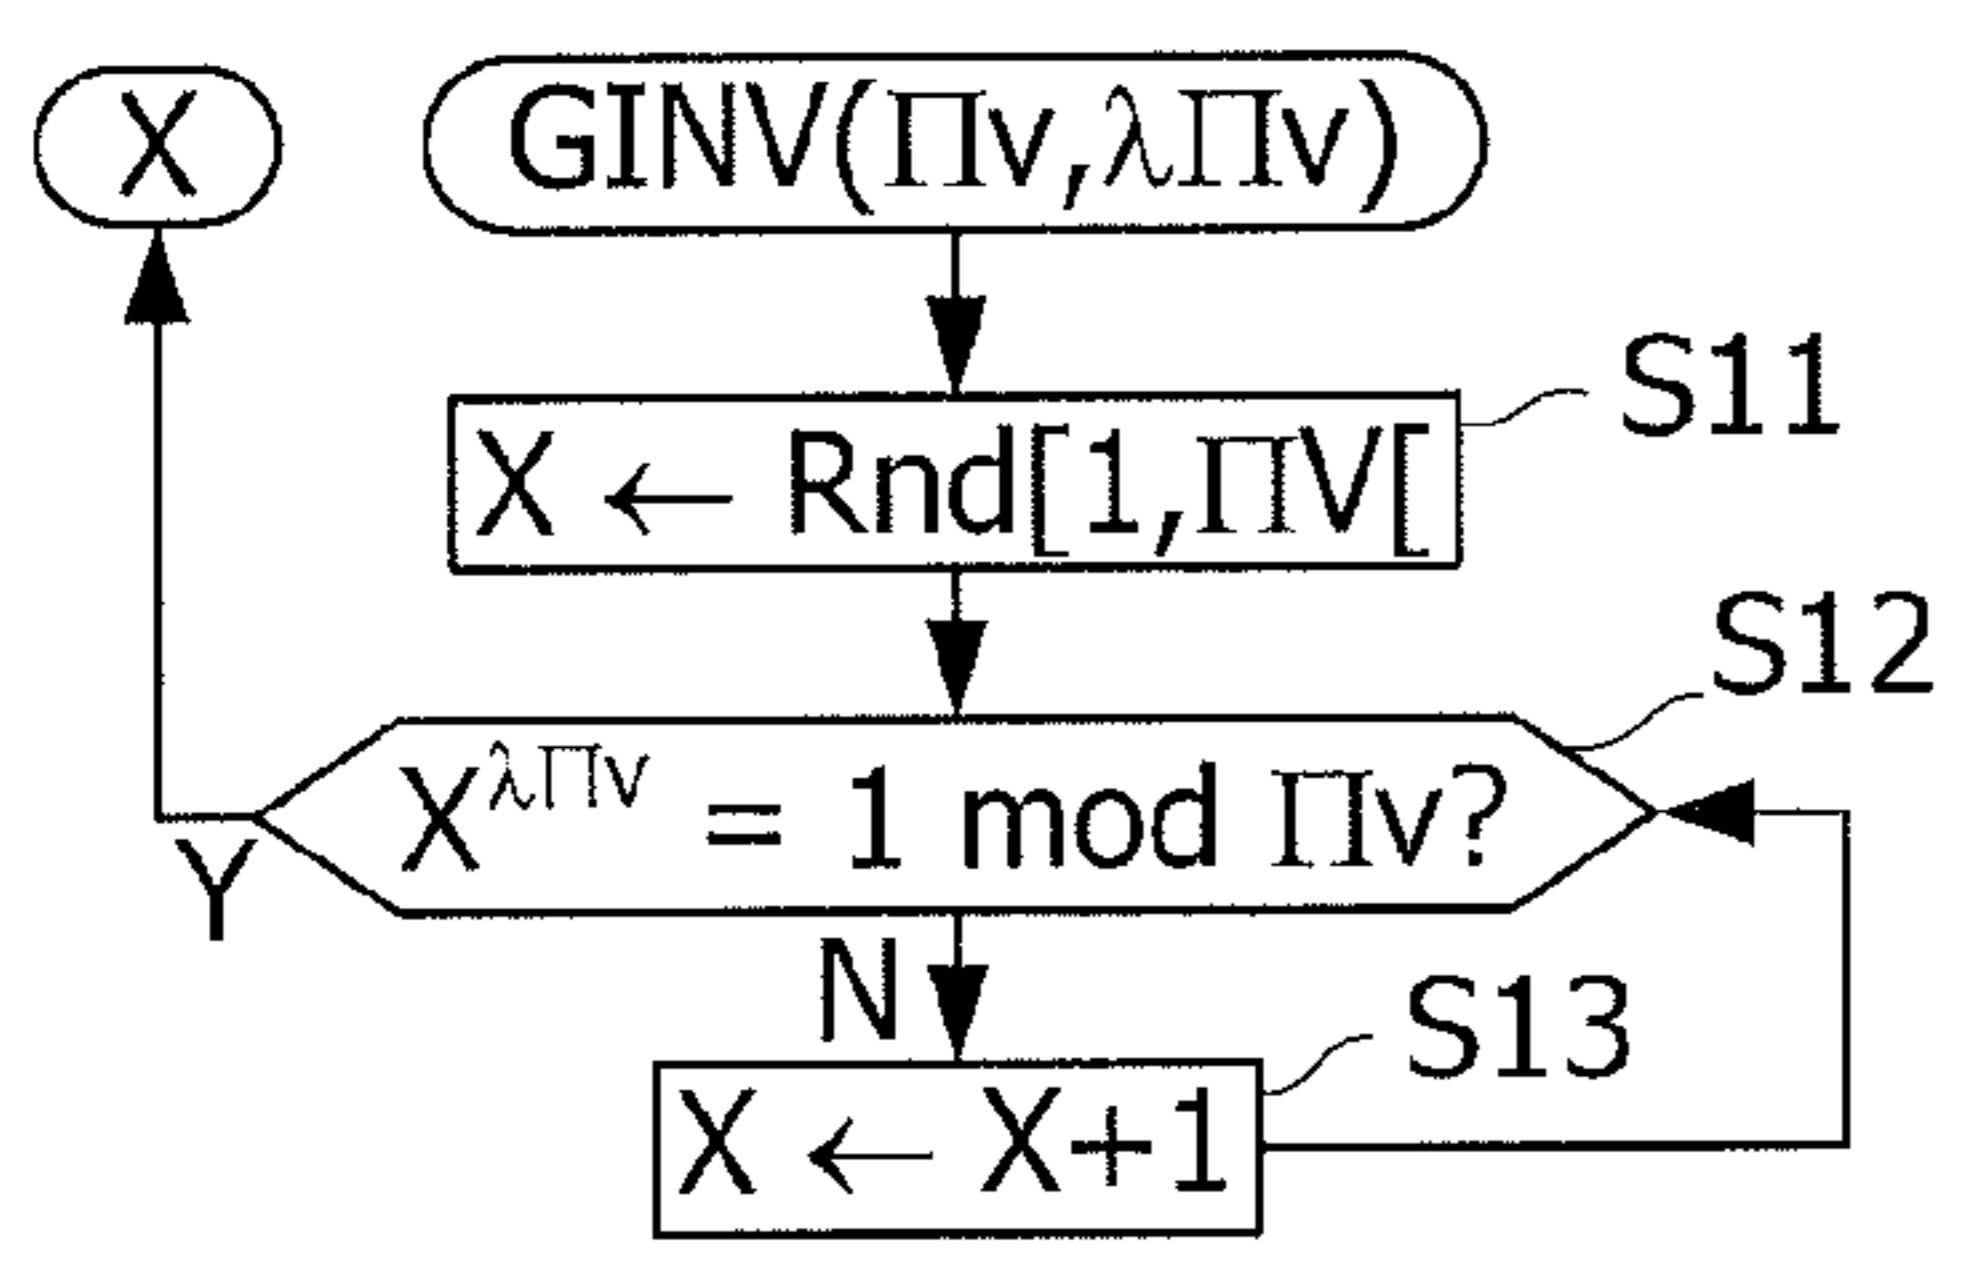 X
GINV(Πv,λΠv)
S11
X ← Rnd[1,ΠV[
S12
X^λΠv = 1 mod Πv?
Y
N
S13
X ← X+1